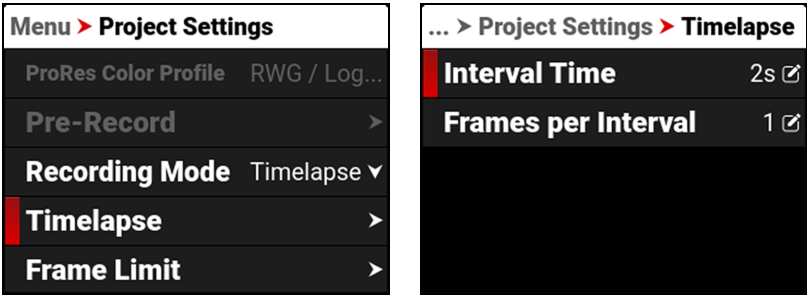 Menu ➤ Project Settings
ProRes Color Profile RWG / Log...
Pre-Record
Recording Mode Timelapse
Timelapse
Frame Limit
... ➤ Project Settings ➤ Timelapse
Interval Time 2s
Frames per Interval 1